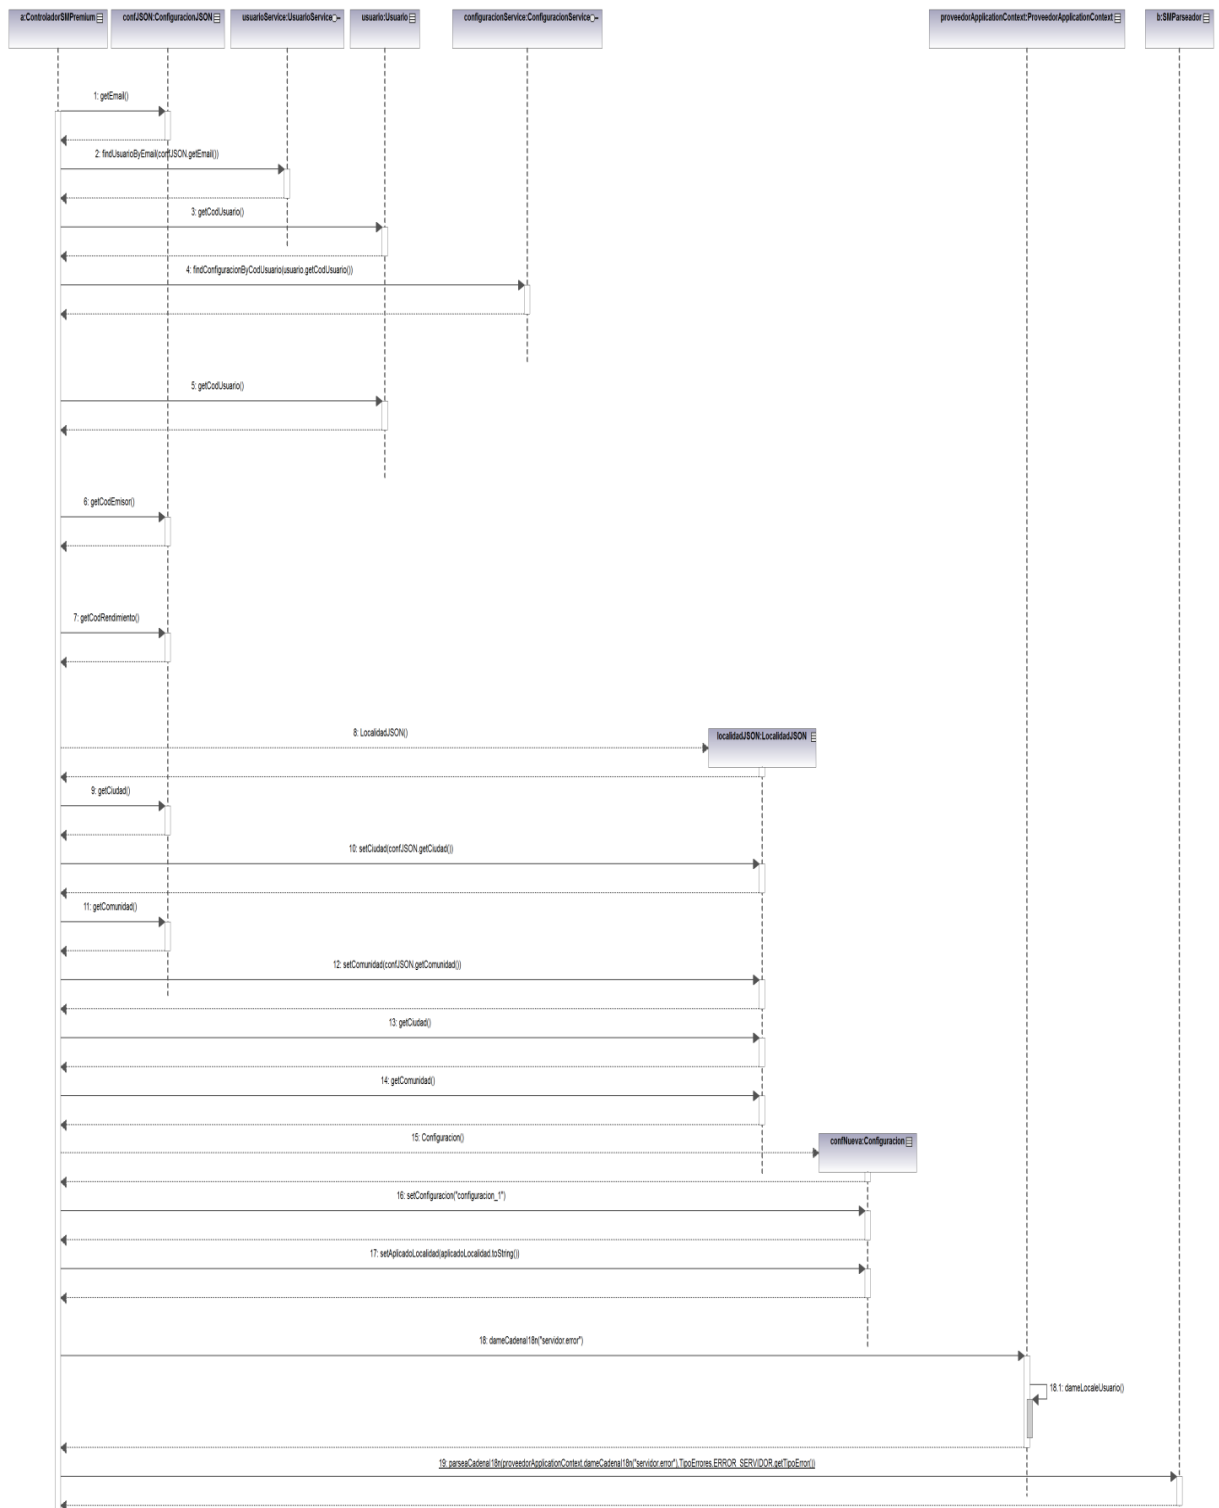 a:ControladorSMPremium
confJSON:ConfiguracionJSON
usuarioService:UsuarioService
usuario:Usuario
configuracionService:ConfiguracionService
proveedorApplicationContext:ProveedorApplicationContext
b:SMParseador
1: getEmail()
2: findUsuarioByEmail(confJSON.getEmail())
3: getCodUsuario()
4: findConfiguracionByCodUsuario(usuario.getCodUsuario())
5: getCodUsuario()
6: getCodEmisor()
7: getCodRendimiento()
8: LocalidadJSON()
localidadJSON:LocalidadJSON
9: getCiudad()
10: setCiudad(confJSON.getCiudad())
11: getComunidad()
12: setComunidad(confJSON.getComunidad())
13: getCiudad()
14: getComunidad()
15: Configuracion()
confNueva:Configuracion
16: setConfiguracion("configuracion_1")
17: setAplicadoLocalidad(aplicadoLocalidad.toString())
18: dameCadenaI18n("servidor.error")
18.1: dameLocaleUsuario()
19: parseaCadenaI18n(proveedorApplicationContext.dameCadenaI18n("servidor.error"),TipoErrores.ERROR_SERVIDOR.getTipoError())